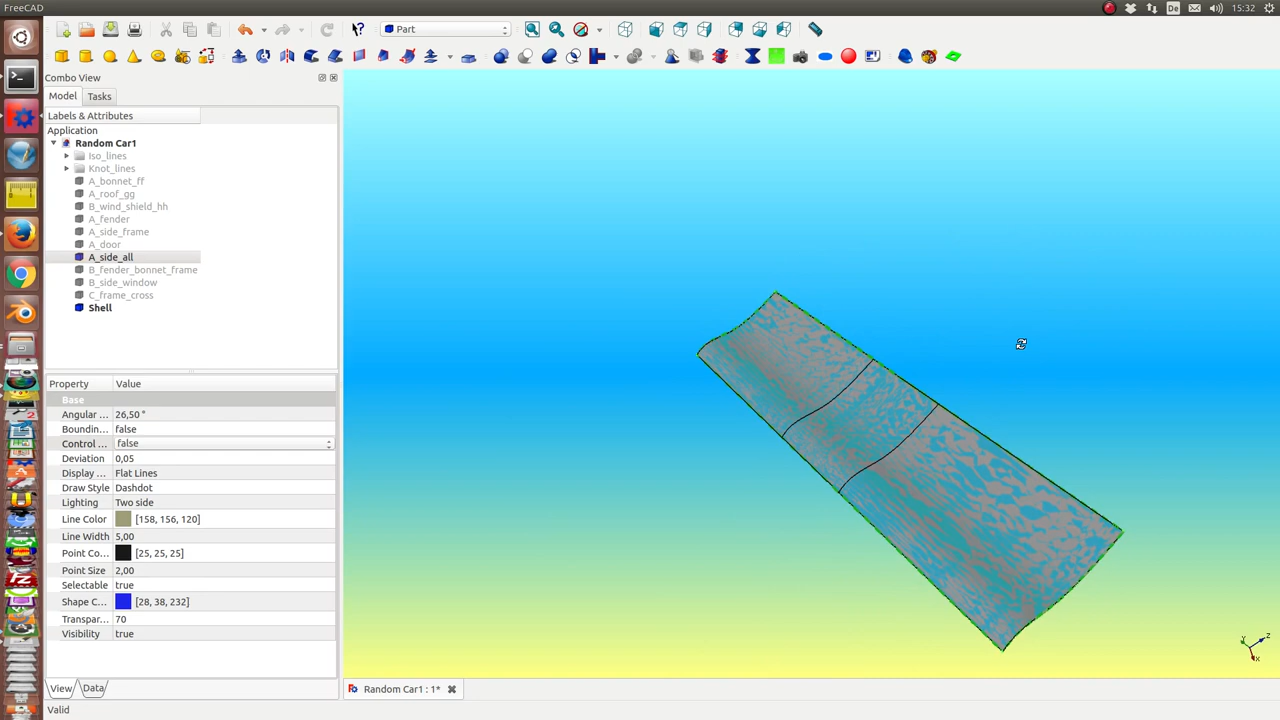 FreeCAD
De
15:32
Part
Combo View
Model
Tasks
Labels & Attributes
Application
Random Car1
Iso_lines
Knot_lines
A_bonnet_ff
A_roof_gg
B_wind_shield_hh
A_fender
A_side_frame
A_door
A_side_all
B_fender_bonnet_frame
B_side_window
C_frame_cross
Shell
Property Value
Base
Angular ... 26,50 °
Boundin... false
Control ... false
Deviation 0,05
Display ... Flat Lines
Draw Style Dashdot
Lighting Two side
Line Color [158, 156, 120]
Line Width 5,00
Point Co... [25, 25, 25]
Point Size 2,00
Selectable true
Shape C... [28, 38, 232]
Transpar... 70
Visibility true
View
Data
Random Car1 : 1*
Valid
Y
Z
X